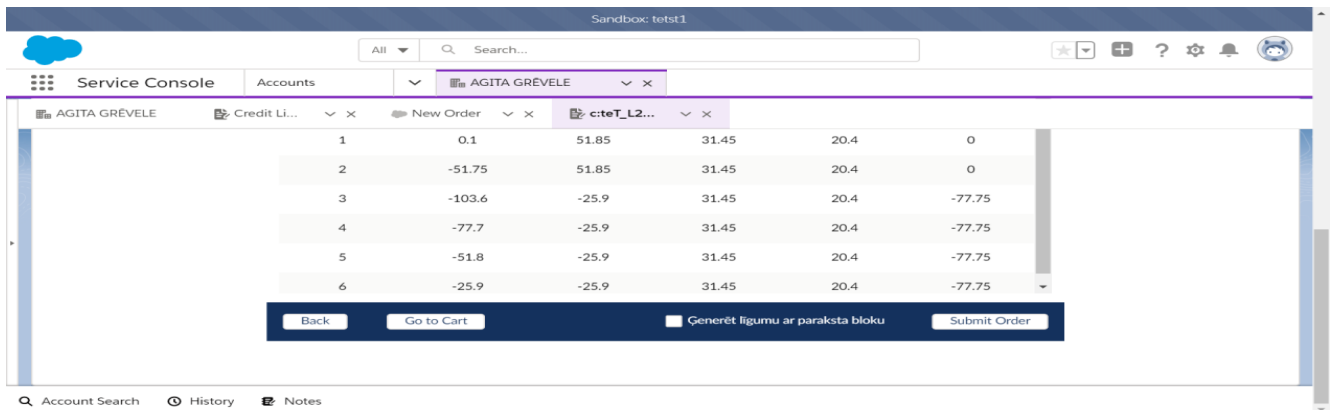 Sandbox: tetst1
All Search...
Service Console Accounts AGITA GRĒVELE
AGITA GRĒVELE Credit Li... New Order c:teT_L2...
1 0.1 51.85 31.45 20.4 0
2 -51.75 51.85 31.45 20.4 0
3 -103.6 -25.9 31.45 20.4 -77.75
4 -77.7 -25.9 31.45 20.4 -77.75
5 -51.8 -25.9 31.45 20.4 -77.75
6 -25.9 -25.9 31.45 20.4 -77.75
Back Go to Cart Ģenerēt līgumu ar paraksta bloku Submit Order
Account Search History Notes